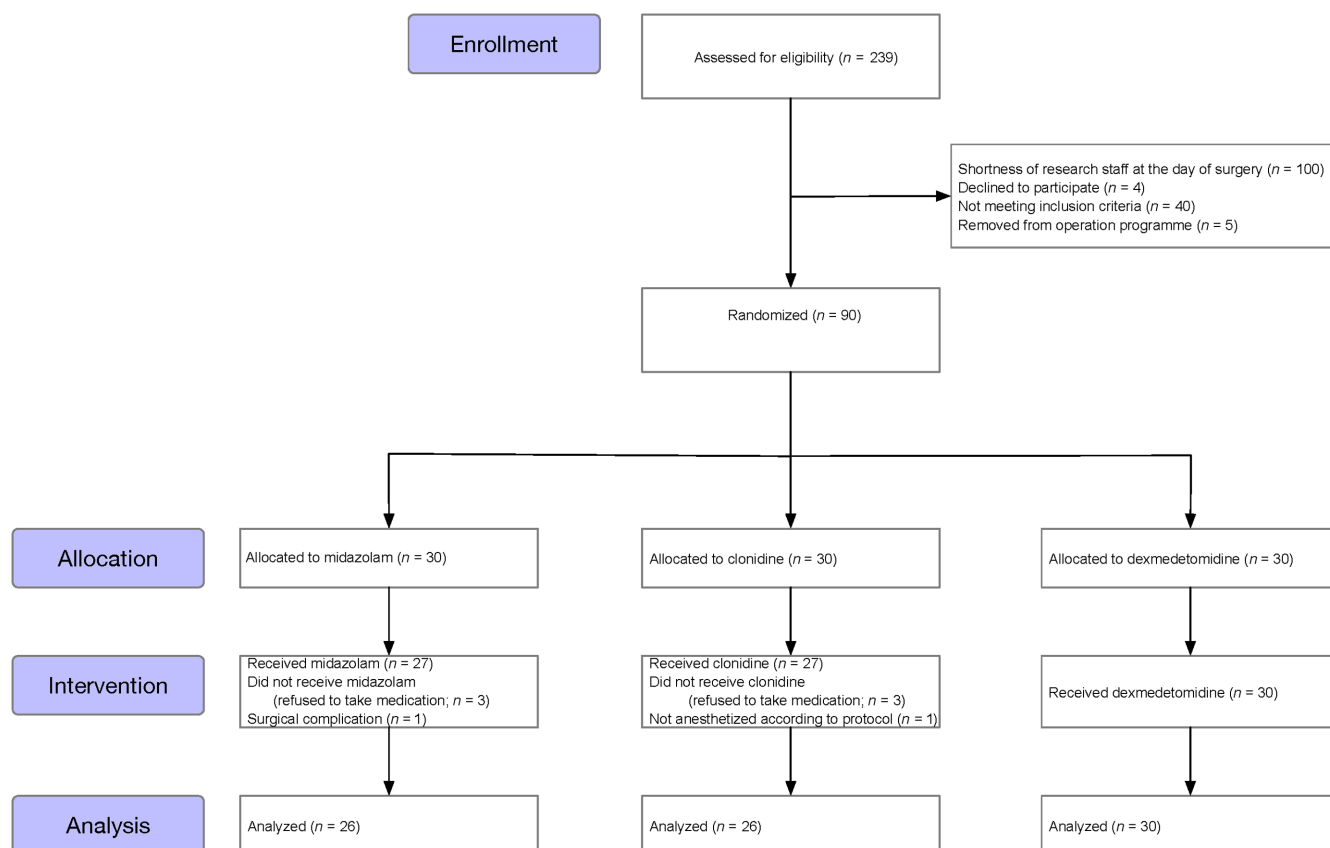 Enrollment
Assessed for eligibility (n = 239)
Shortness of research staff at the day of surgery (n = 100)
Declined to participate (n = 4)
Not meeting inclusion criteria (n = 40)
Removed from operation programme (n = 5)
Randomized (n = 90)
Allocation
Allocated to midazolam (n = 30)
Allocated to clonidine (n = 30)
Allocated to dexmedetomidine (n = 30)
Intervention
Received midazolam (n = 27)
Did not receive midazolam
(refused to take medication; n = 3)
Surgical complication (n = 1)
Received clonidine (n = 27)
Did not receive clonidine
(refused to take medication; n = 3)
Not anesthetized according to protocol (n = 1)
Received dexmedetomidine (n = 30)
Analysis
Analyzed (n = 26)
Analyzed (n = 26)
Analyzed (n = 30)